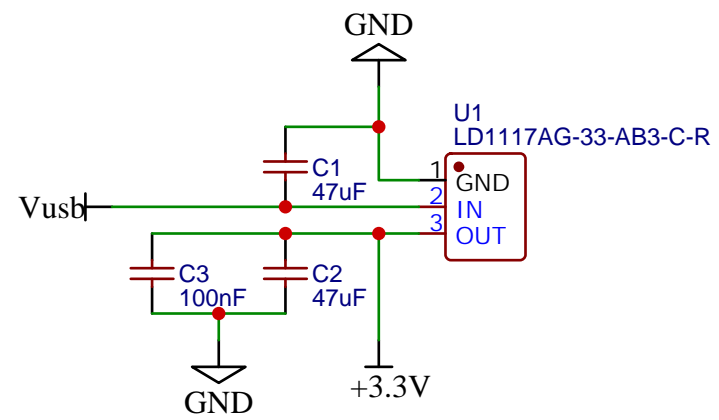 GND
U1
LD1117AG-33-AB3-C-R
C1
47uF
1
GND
Vusb
2
IN
3
OUT
C3
100nF
C2
47uF
GND
+3.3V